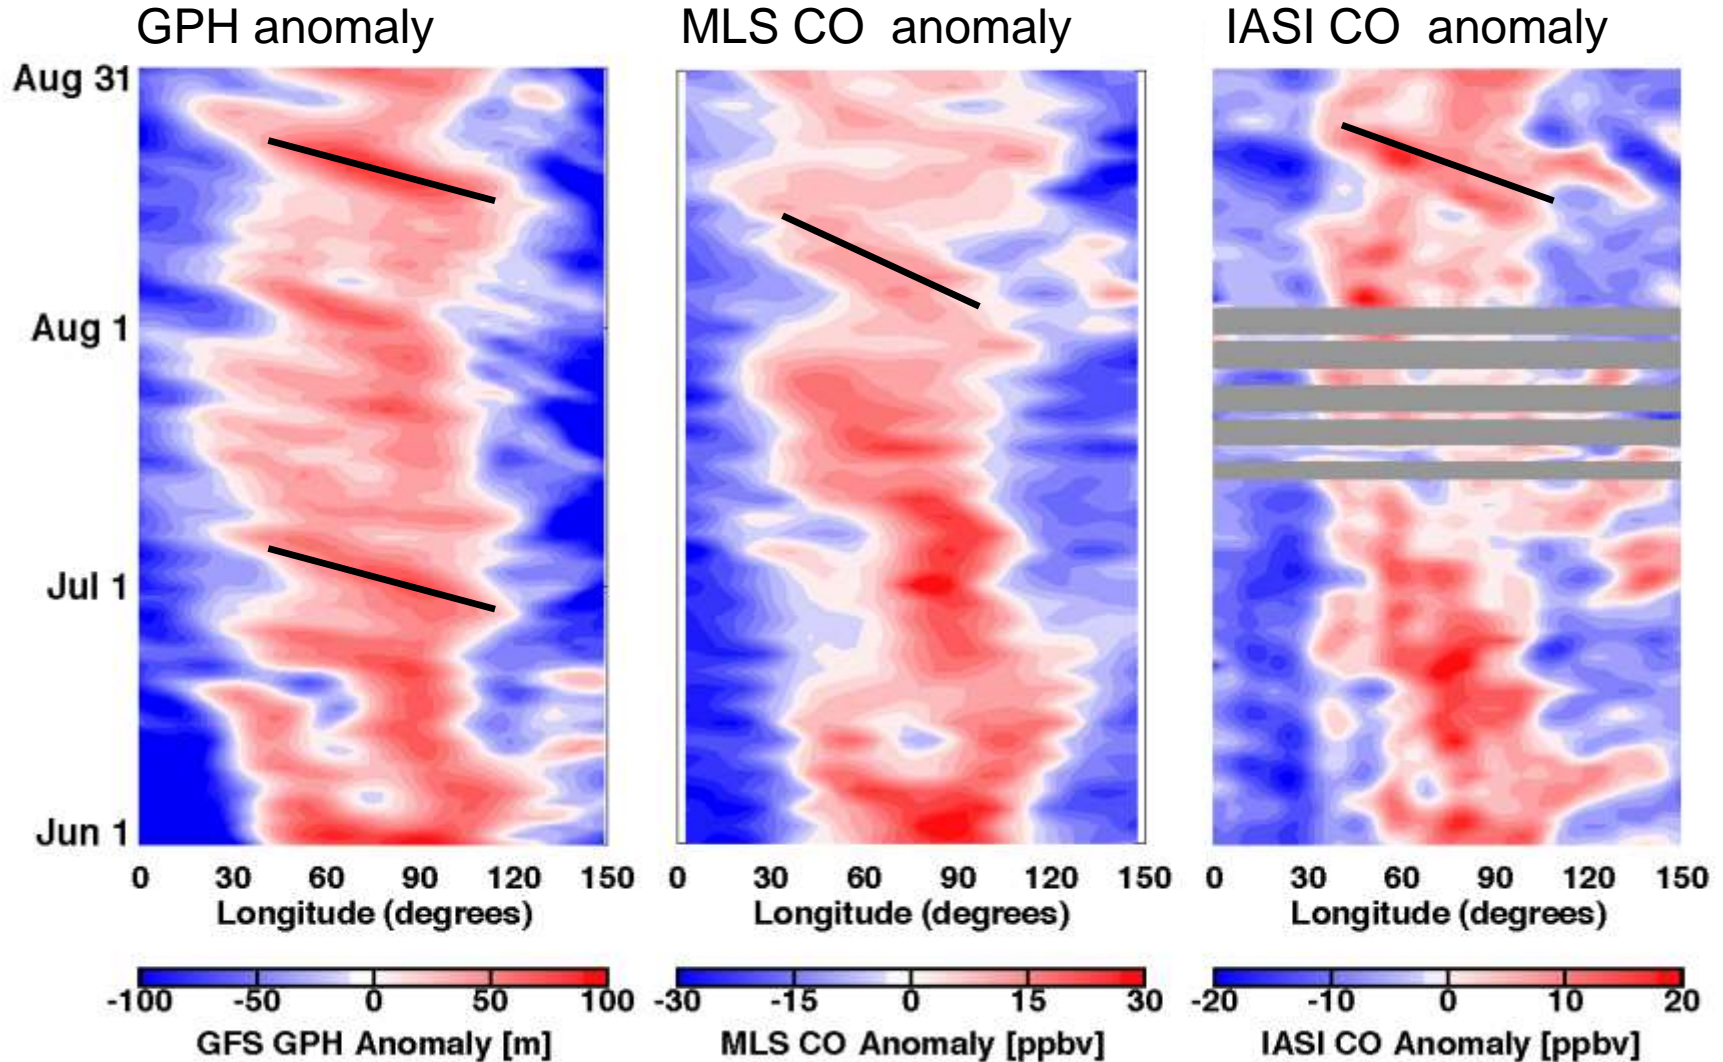 GPH anomaly
MLS CO anomaly
IASI CO anomaly
Aug 31
Aug 1
Jul 1
Jun 1
0 30 60 90 120 150
Longitude (degrees)
0 30 60 90 120 150
Longitude (degrees)
0 30 60 90 120 150
Longitude (degrees)
-100 -50 0 50 100
GFS GPH Anomaly [m]
-30 -15 0 15 30
MLS CO Anomaly [ppbv]
-20 -10 0 10 20
IASI CO Anomaly [ppbv]